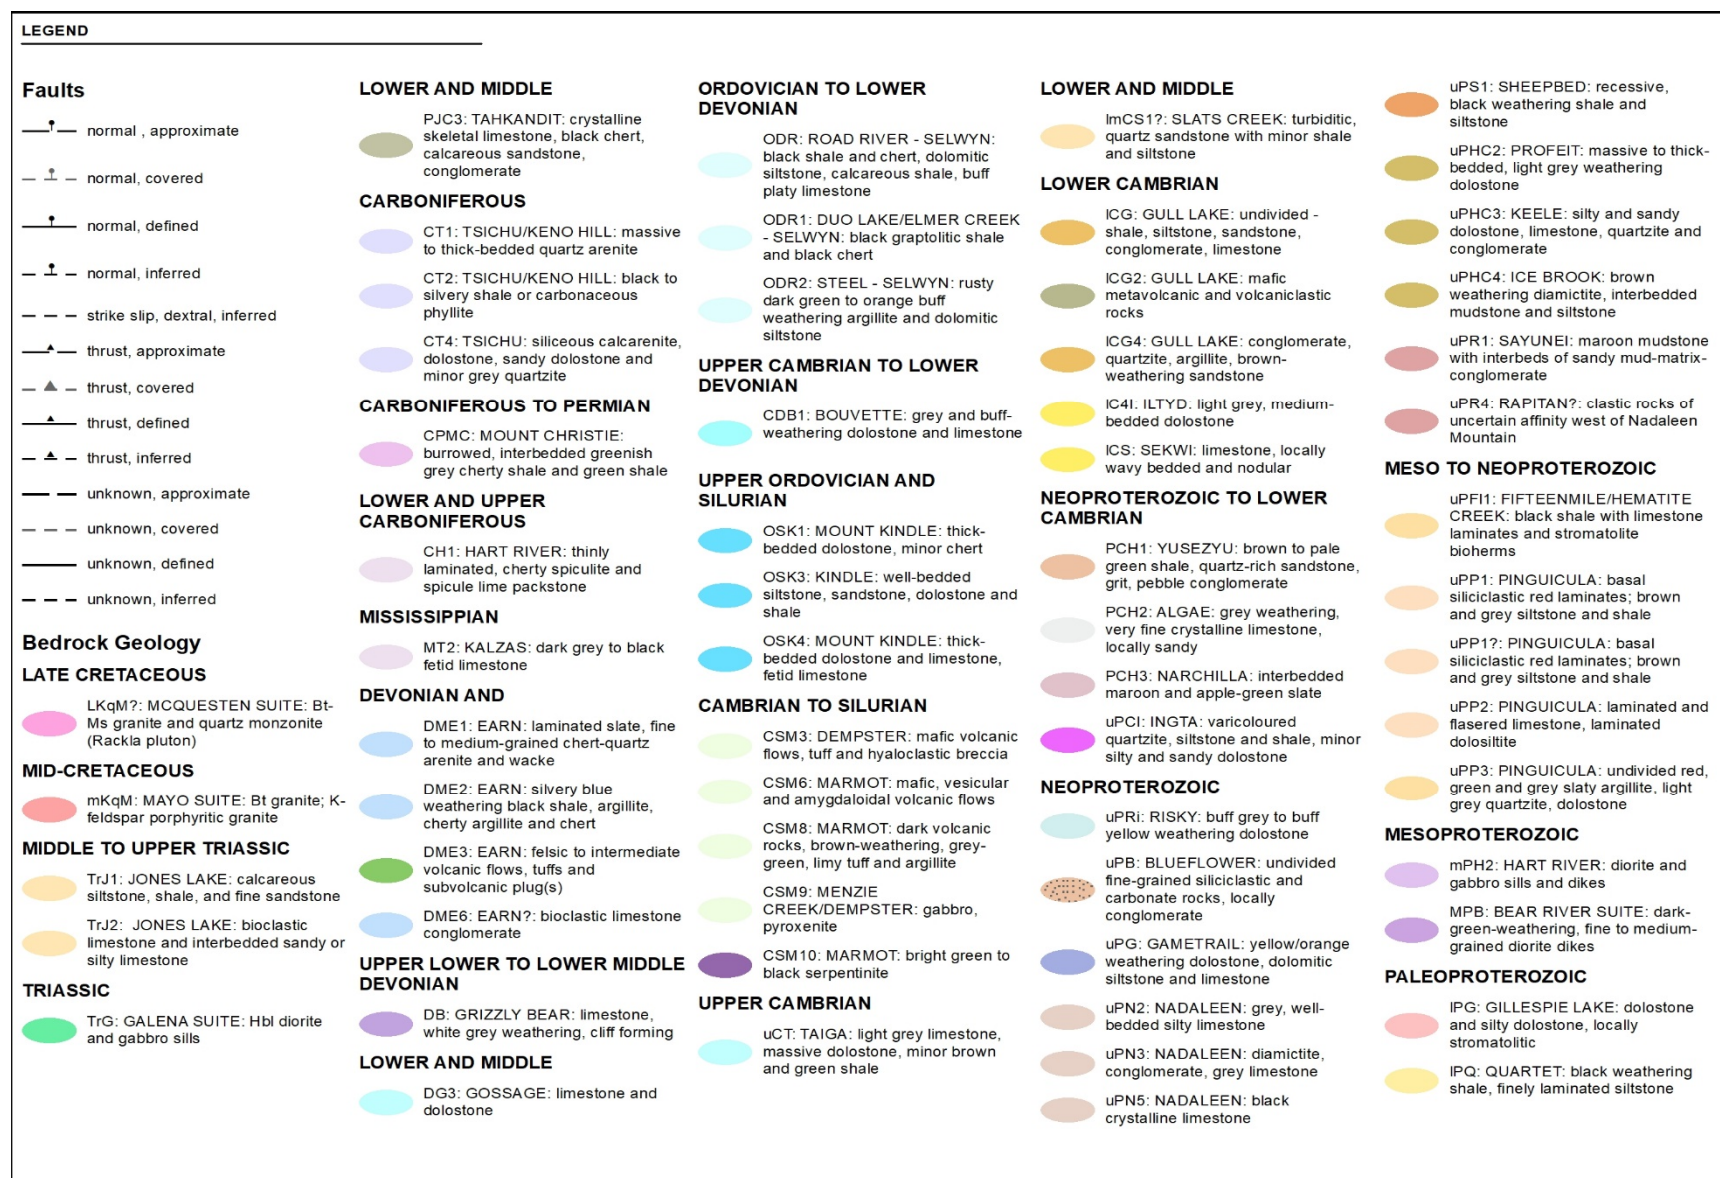 LEGEND
Faults
normal , approximate
normal, covered
normal, defined
normal, inferred
strike slip, dextral, inferred
thrust, approximate
thrust, covered
thrust, defined
thrust, inferred
unknown, approximate
unknown, covered
unknown, defined
unknown, inferred
Bedrock Geology
LATE CRETACEOUS
LKqM?: MCQUESTEN SUITE: Bt-
Ms granite and quartz monzonite
(Rackla pluton)
MID-CRETACEOUS
mKqM: MAYO SUITE: Bt granite; K-
feldspar porphyritic granite
MIDDLE TO UPPER TRIASSIC
TrJ1: JONES LAKE: calcareous
siltstone, shale, and fine sandstone
TrJ2: JONES LAKE: bioclastic
limestone and interbedded sandy or
silty limestone
TRIASSIC
TrG: GALENA SUITE: Hbl diorite
and gabbro sills
LOWER AND MIDDLE
PJC3: TAHKANDIT: crystalline
skeletal limestone, black chert,
calcareous sandstone,
conglomerate
CARBONIFEROUS
CT1: TSICHU/KENO HILL: massive
to thick-bedded quartz arenite
CT2: TSICHU/KENO HILL: black to
silvery shale or carbonaceous
phyllite
CT4: TSICHU: siliceous calcarenite,
dolostone, sandy dolostone and
minor grey quartzite
CARBONIFEROUS TO PERMIAN
CPMC: MOUNT CHRISTIE:
burrowed, interbedded greenish
grey cherty shale and green shale
LOWER AND UPPER
CARBONIFEROUS
CH1: HART RIVER: thinly
laminated, cherty spiculite and
spicule lime packstone
MISSISSIPPIAN
MT2: KALZAS: dark grey to black
fetid limestone
DEVONIAN AND
DME1: EARN: laminated slate, fine
to medium-grained chert-quartz
arenite and wacke
DME2: EARN: silvery blue
weathering black shale, argillite,
cherty argillite and chert
DME3: EARN: felsic to intermediate
volcanic flows, tuffs and
subvolcanic plug(s)
DME6: EARN?: bioclastic limestone
conglomerate
UPPER LOWER TO LOWER MIDDLE
DEVONIAN
DB: GRIZZLY BEAR: limestone,
white grey weathering, cliff forming
LOWER AND MIDDLE
DG3: GOSSAGE: limestone and
dolostone
ORDOVICIAN TO LOWER
DEVONIAN
ODR: ROAD RIVER - SELWYN:
black shale and chert, dolomitic
siltstone, calcareous shale, buff
platy limestone
ODR1: DUO LAKE/ELMER CREEK
- SELWYN: black graptolitic shale
and black chert
ODR2: STEEL - SELWYN: rusty
dark green to orange buff
weathering argillite and dolomitic
siltstone
UPPER CAMBRIAN TO LOWER
DEVONIAN
CDB1: BOUVETTE: grey and buff-
weathering dolostone and limestone
UPPER ORDOVICIAN AND
SILURIAN
OSK1: MOUNT KINDLE: thick-
bedded dolostone, minor chert
OSK3: KINDLE: well-bedded
siltstone, sandstone, dolostone and
shale
OSK4: MOUNT KINDLE: thick-
bedded dolostone and limestone,
fetid limestone
CAMBRIAN TO SILURIAN
CSM3: DEMPSTER: mafic volcanic
flows, tuff and hyaloclastic breccia
CSM6: MARMOT: mafic, vesicular
and amygdaloidal volcanic flows
CSM8: MARMOT: dark volcanic
rocks, brown-weathering, grey-
green, limy tuff and argillite
CSM9: MENZIE
CREEK/DEMPSTER: gabbro,
pyroxenite
CSM10: MARMOT: bright green to
black serpentinite
UPPER CAMBRIAN
uCT: TAIGA: light grey limestone,
massive dolostone, minor brown
and green shale
LOWER AND MIDDLE
lmCS1?: SLATS CREEK: turbiditic,
quartz sandstone with minor shale
and siltstone
LOWER CAMBRIAN
lCG: GULL LAKE: undivided -
shale, siltstone, sandstone,
conglomerate, limestone
lCG2: GULL LAKE: mafic
metavolcanic and volcaniclastic
rocks
lCG4: GULL LAKE: conglomerate,
quartzite, argillite, brown-
weathering sandstone
lC4l: ILTYD: light grey, medium-
bedded dolostone
lCS: SEKWI: limestone, locally
wavy bedded and nodular
NEOPROTEROZOIC TO LOWER
CAMBRIAN
PCH1: YUSEZYU: brown to pale
green shale, quartz-rich sandstone,
grit, pebble conglomerate
PCH2: ALGAE: grey weathering,
very fine crystalline limestone,
locally sandy
PCH3: NARCHILLA: interbedded
maroon and apple-green slate
uPCI: INGTA: varicoloured
quartzite, siltstone and shale, minor
silty and sandy dolostone
NEOPROTEROZOIC
uPRi: RISKY: buff grey to buff
yellow weathering dolostone
uPB: BLUEFLOWER: undivided
fine-grained siliciclastic and
carbonate rocks, locally
conglomerate
uPG: GAMETRAIL: yellow/orange
weathering dolostone, dolomitic
siltstone and limestone
uPN2: NADALEEN: grey, well-
bedded silty limestone
uPN3: NADALEEN: diamictite,
conglomerate, grey limestone
uPN5: NADALEEN: black
crystalline limestone
uPS1: SHEEPBED: recessive,
black weathering shale and
siltstone
uPHC2: PROFEIT: massive to thick-
bedded, light grey weathering
dolostone
uPHC3: KEELE: silty and sandy
dolostone, limestone, quartzite and
conglomerate
uPHC4: ICE BROOK: brown
weathering diamictite, interbedded
mudstone and siltstone
uPR1: SAYUNEI: maroon mudstone
with interbeds of sandy mud-matrix-
conglomerate
uPR4: RAPITAN?: clastic rocks of
uncertain affinity west of Nadaleen
Mountain
MESO TO NEOPROTEROZOIC
uPFI1: FIFTEENMILE/HEMATITE
CREEK: black shale with limestone
laminates and stromatolite
bioherms
uPP1: PINGUICULA: basal
siliciclastic red laminates; brown
and grey siltstone and shale
uPP1?: PINGUICULA: basal
siliciclastic red laminates; brown
and grey siltstone and shale
uPP2: PINGUICULA: laminated and
flasered limestone, laminated
dolosiltite
uPP3: PINGUICULA: undivided red,
green and grey slaty argillite, light
grey quartzite, dolostone
MESOPROTEROZOIC
mPH2: HART RIVER: diorite and
gabbro sills and dikes
MPB: BEAR RIVER SUITE: dark-
green-weathering, fine to medium-
grained diorite dikes
PALEOPROTEROZOIC
lPG: GILLESPIE LAKE: dolostone
and silty dolostone, locally
stromatolitic
lPQ: QUARTET: black weathering
shale, finely laminated siltstone